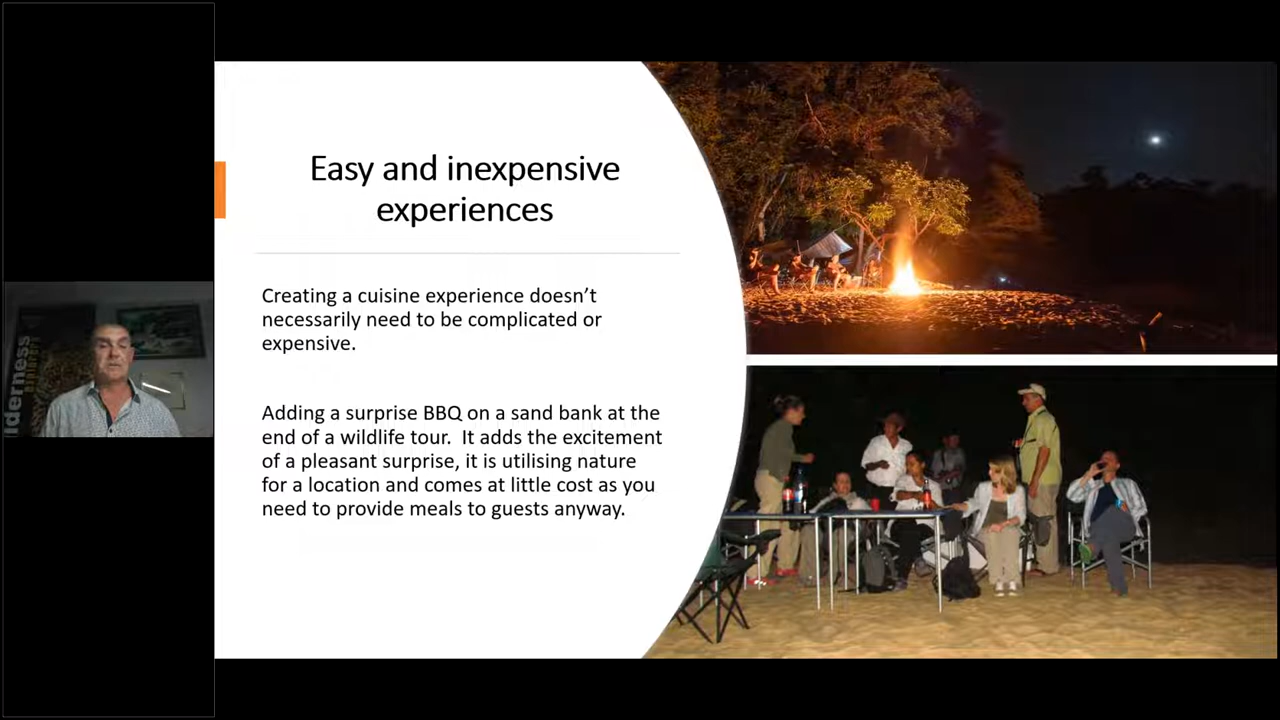 Easy and inexpensive
experiences
Creating a cuisine experience doesn’t
necessarily need to be complicated or
expensive.
Adding a surprise BBQ on a sand bank at the
end of a wildlife tour.  It adds the excitement
of a pleasant surprise, it is utilising nature
for a location and comes at little cost as you
need to provide meals to guests anyway.